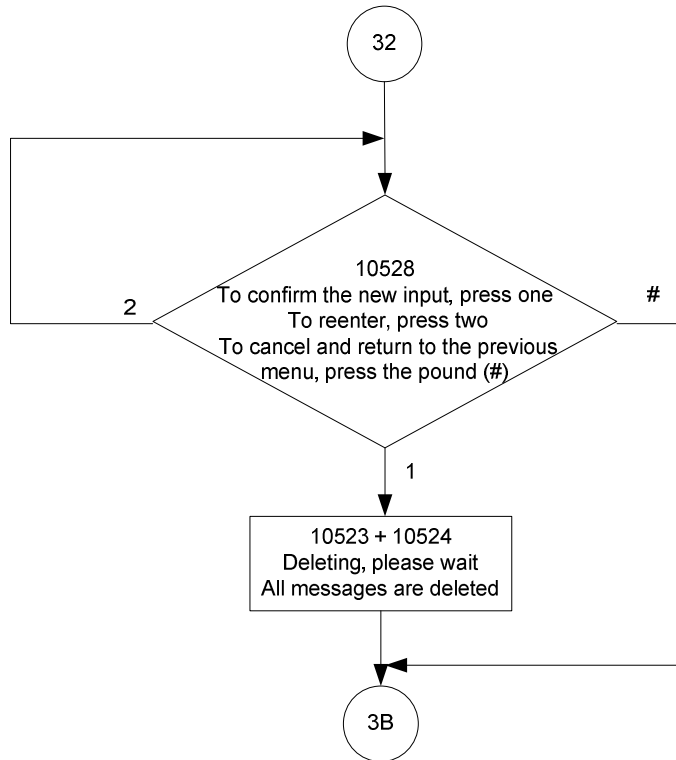 32
10528
To confirm the new input, press one
To reenter, press two
To cancel and return to the previous
menu, press the pound (#)
2
#
1
10523 + 10524
Deleting, please wait
All messages are deleted
3B